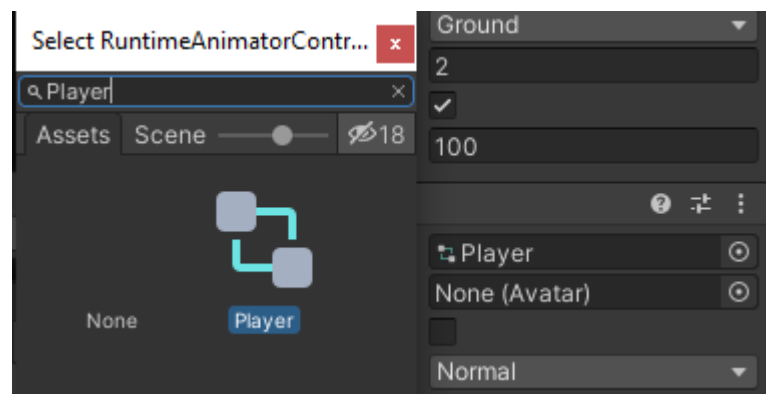 Select RuntimeAnimatorContr... x
Player
Assets Scene 18
None Player
Ground
2
100
Player
None (Avatar)
Normal